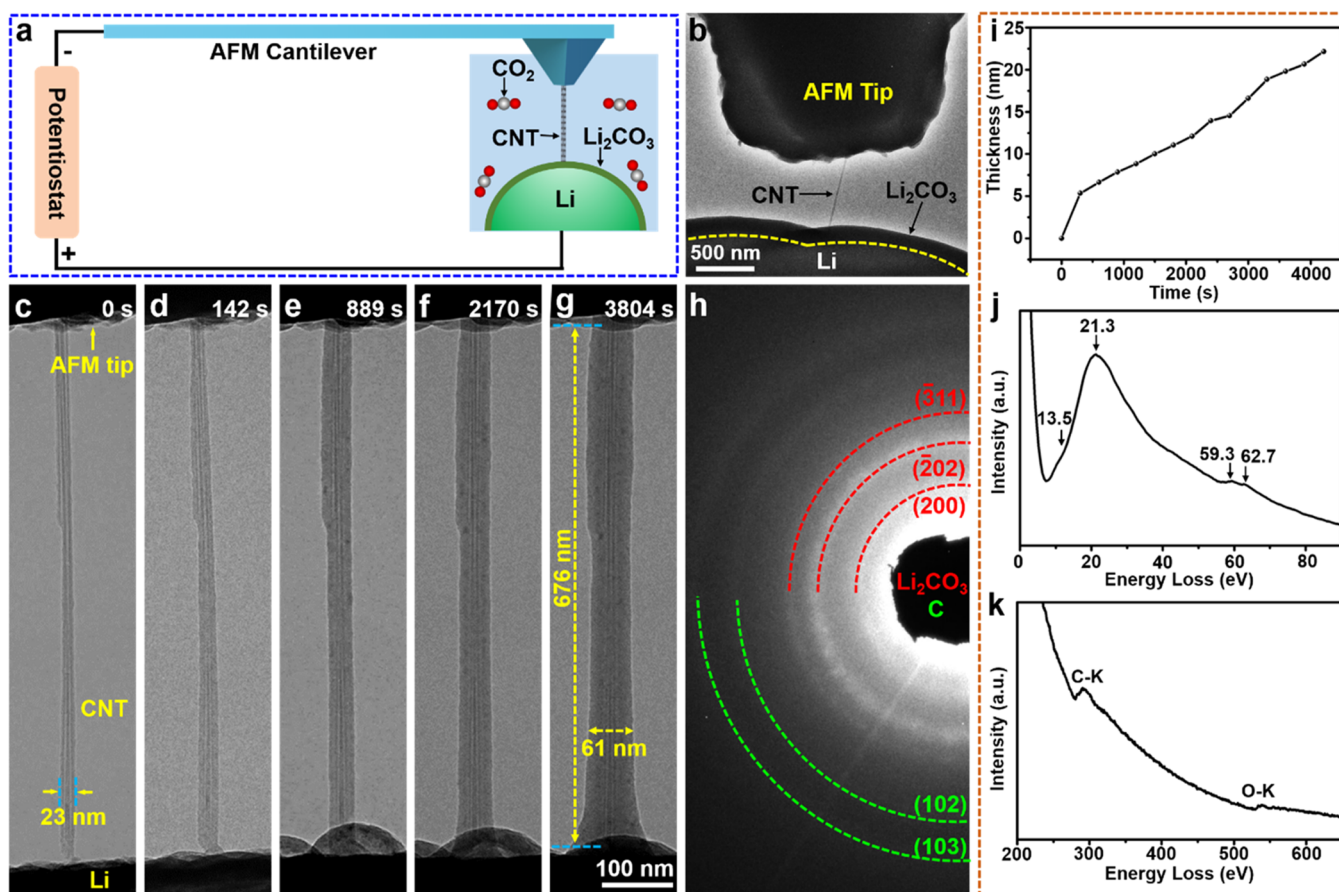 a
-
AFM Cantilever
Potentiostat
+
CO2
CNT
Li2CO3
Li
b
AFM Tip
CNT
Li2CO3
500 nm
Li
c
0 s
AFM tip
CNT
23 nm
Li
d
142 s
e
889 s
f
2170 s
g
3804 s
676 nm
61 nm
100 nm
h
(3̅11)
(2̅02)
(200)
Li2CO3
C
(102)
(103)
i
Thickness (nm)
25
20
15
10
5
0
0 1000 2000 3000 4000
Time (s)
j
Intensity (a.u.)
13.5
21.3
59.3
62.7
0 20 40 60 80
Energy Loss (eV)
k
Intensity (a.u.)
C-K
O-K
200 300 400 500 600
Energy Loss (eV)